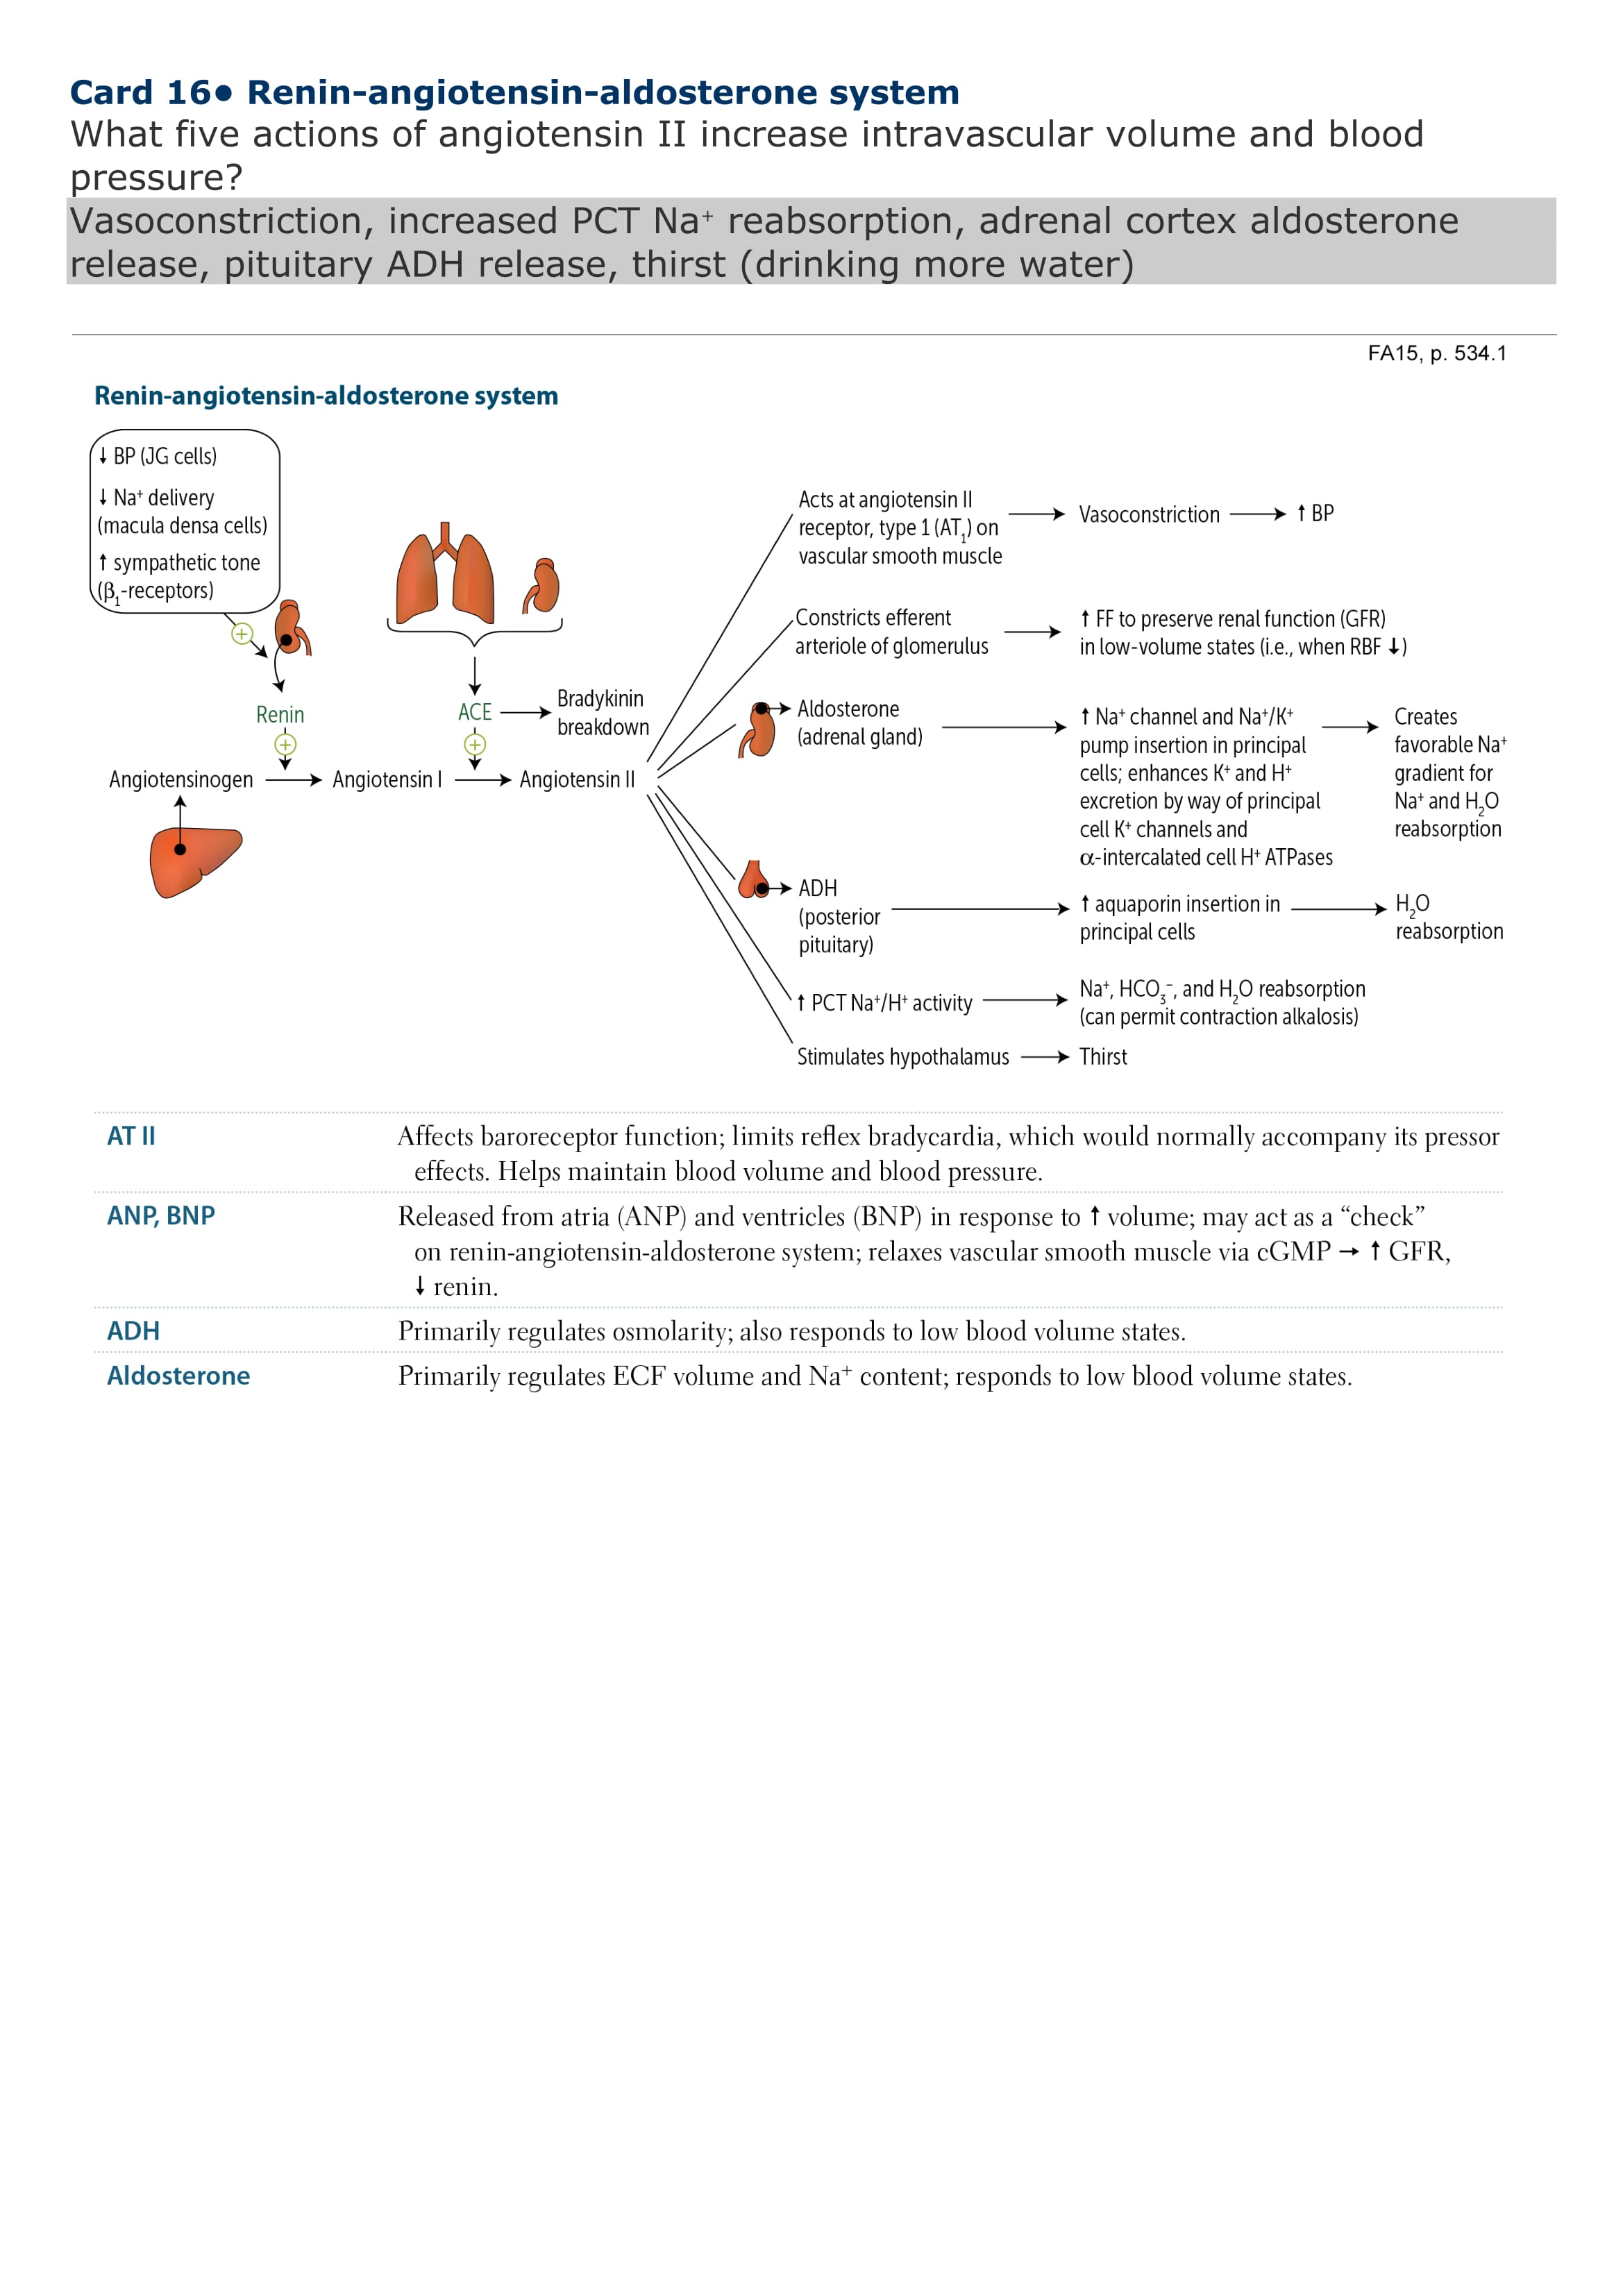 Card 16● Renin-angiotensin-aldosterone system
What five actions of angiotensin II increase intravascular volume and blood
pressure?
Vasoconstriction, increased PCT Na⁺ reabsorption, adrenal cortex aldosterone
release, pituitary ADH release, thirst (drinking more water)
FA15, p. 534.1
Renin-angiotensin-aldosterone system
↓ BP (JG cells)
↓ Na⁺ delivery
(macula densa cells)
↑ sympathetic tone
(β₁-receptors)
Renin
Angiotensinogen
Angiotensin I
ACE
Bradykinin
breakdown
Angiotensin II
Acts at angiotensin II
receptor, type 1 (AT₁) on
vascular smooth muscle
Vasoconstriction
↑ BP
Constricts efferent
arteriole of glomerulus
↑ FF to preserve renal function (GFR)
in low-volume states (i.e., when RBF ↓)
Aldosterone
(adrenal gland)
↑ Na⁺ channel and Na⁺/K⁺
pump insertion in principal
cells; enhances K⁺ and H⁺
excretion by way of principal
cell K⁺ channels and
α-intercalated cell H⁺ ATPases
Creates
favorable Na⁺
gradient for
Na⁺ and H₂O
reabsorption
ADH
(posterior
pituitary)
↑ aquaporin insertion in
principal cells
H₂O
reabsorption
↑ PCT Na⁺/H⁺ activity
Na⁺, HCO₃⁻, and H₂O reabsorption
(can permit contraction alkalosis)
Stimulates hypothalamus
Thirst
AT II
Affects baroreceptor function; limits reflex bradycardia, which would normally accompany its pressor
effects. Helps maintain blood volume and blood pressure.
ANP, BNP
Released from atria (ANP) and ventricles (BNP) in response to ↑ volume; may act as a “check”
on renin-angiotensin-aldosterone system; relaxes vascular smooth muscle via cGMP → ↑ GFR,
↓ renin.
ADH
Primarily regulates osmolarity; also responds to low blood volume states.
Aldosterone
Primarily regulates ECF volume and Na⁺ content; responds to low blood volume states.